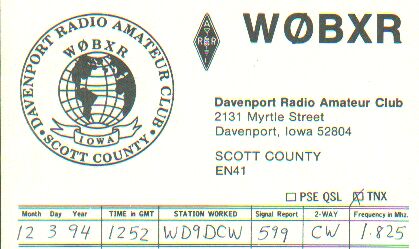 DAVENPORT RADIO AMATEUR CLUB
WØBXR
IOWA
SCOTT COUNTY
ARRL
WØBXR
Davenport Radio Amateur Club
2131 Myrtle Street
Davenport, Iowa 52804
SCOTT COUNTY
EN41
☐ PSE QSL ☒ TNX
Month Day Year TIME in GMT STATION WORKED Signal Report 2-WAY Frequency in Mhz.
12 3 94 1252 WD9DCW 599 CW 1.825